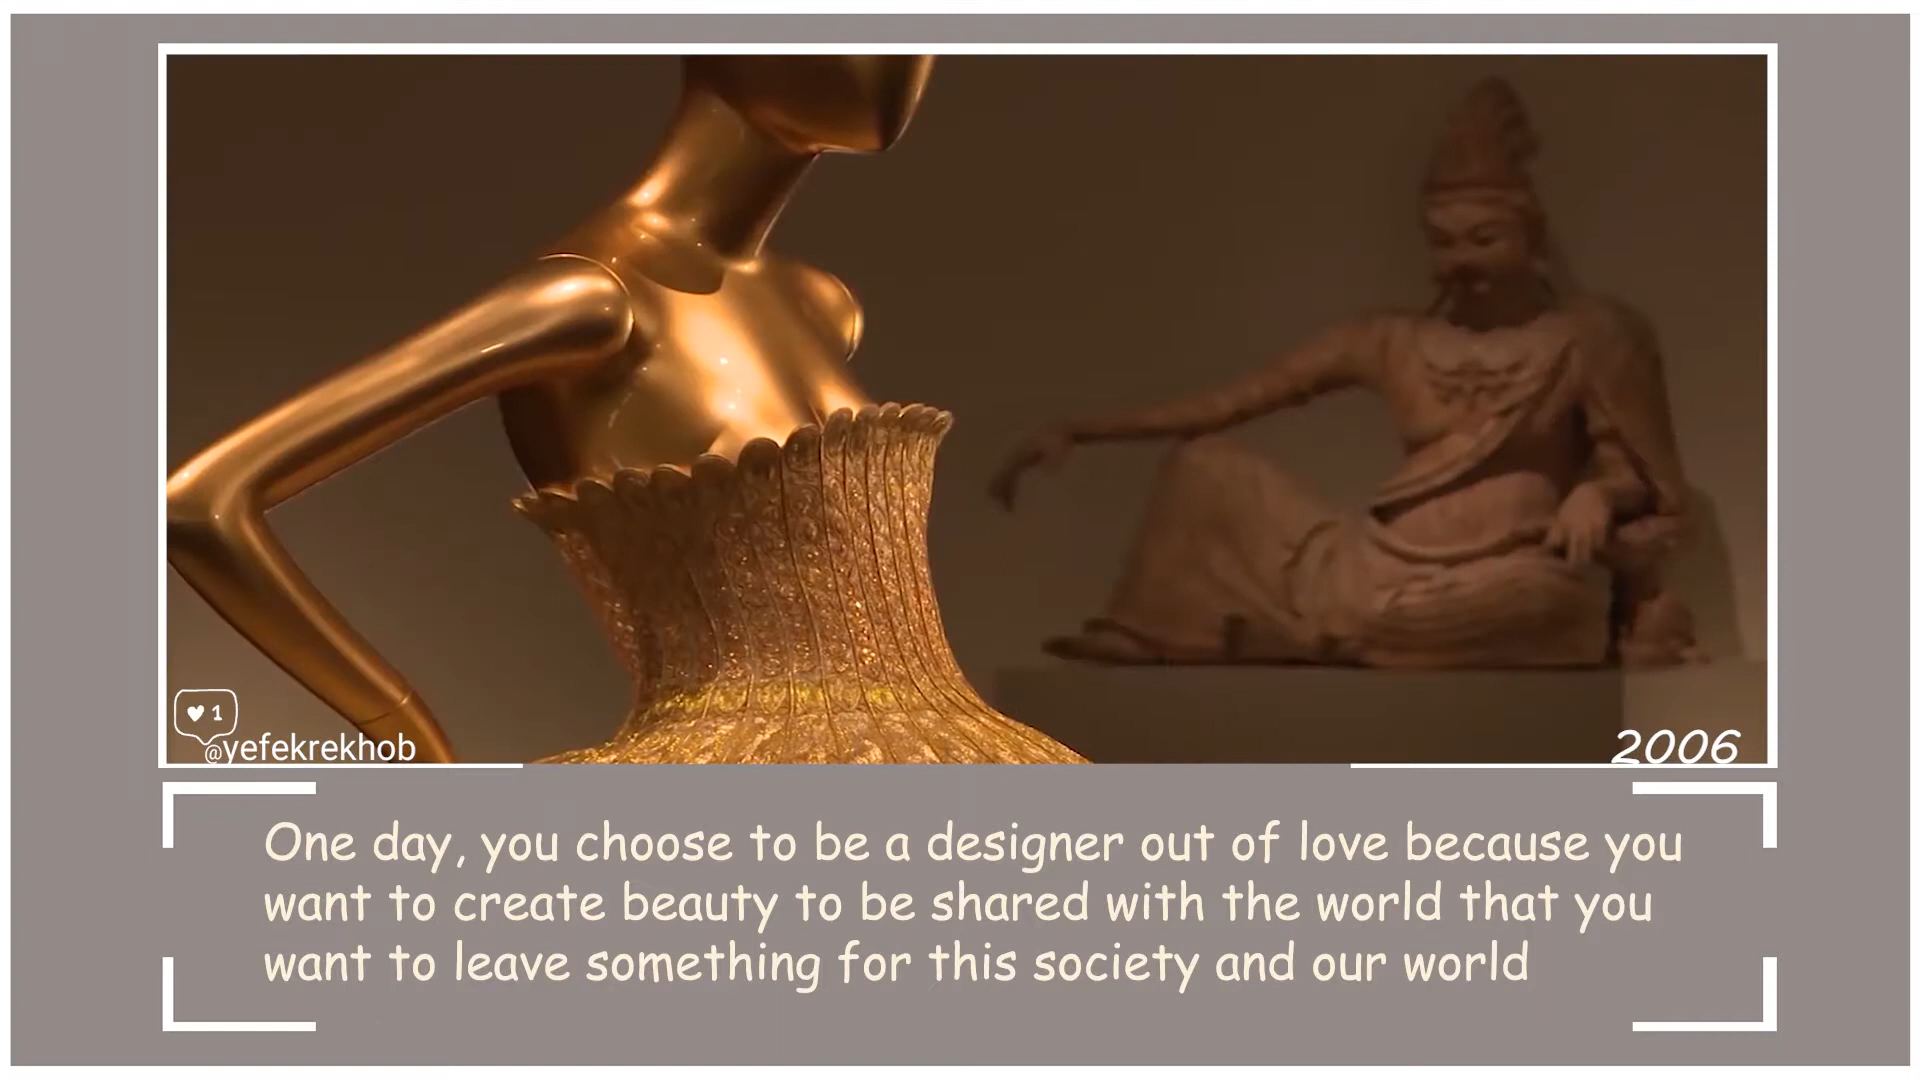 1
@yefekrekhob
2006
One day, you choose to be a designer out of love because you
want to create beauty to be shared with the world that you
want to leave something for this society and our world